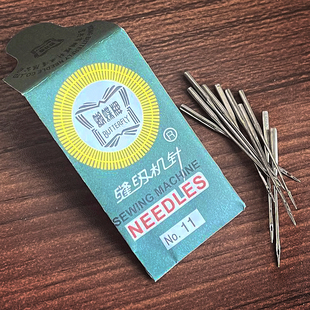 蝴蝶牌
BUTTERFLY
®
缝纫机针
SEWING MACHINE
NEEDLES
No. 11